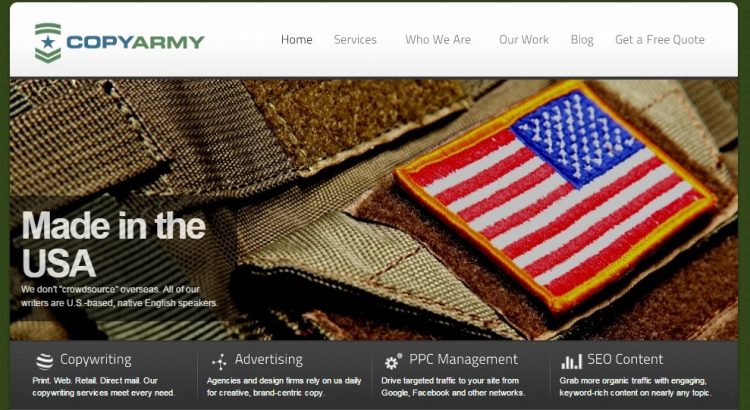 COPYARMY
Home Services Who We Are Our Work Blog Get a Free Quote
Made in the
USA
We don't "crowdsource" overseas. All of our
writers are U.S.-based, native English speakers.
Copywriting
Print. Web. Retail. Direct mail. Our
copywriting services meet every need.
Advertising
Agencies and design firms rely on us daily
for creative, brand-centric copy.
PPC Management
Drive targeted traffic to your site from
Google, Facebook and other networks.
SEO Content
Grab more organic traffic with engaging,
keyword-rich content on nearly any topic.